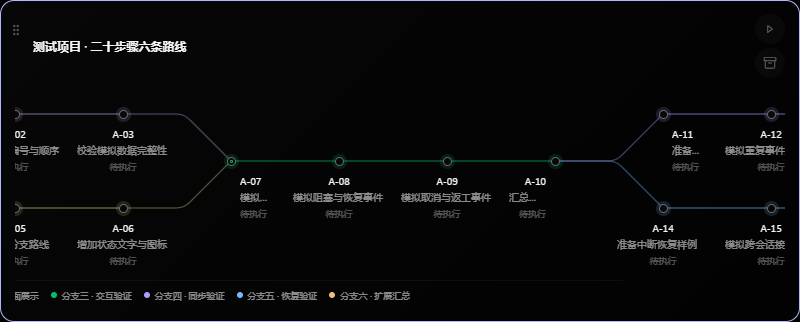 测试项目 · 二十步骤六条路线
02
编号与顺序
执行
A-03
校验模拟数据完整性
待执行
A-11
准备...
待执行
A-12
模拟重复事件
待执行
A-07
模拟...
待执行
A-08
模拟阻塞与恢复事件
待执行
A-09
模拟取消与返工事件
待执行
A-10
汇总...
待执行
05
分支路线
执行
A-06
增加状态文字与图标
待执行
A-14
准备中断恢复样例
待执行
A-15
模拟跨会话接
待执行
面展示
分支三 · 交互验证
分支四 · 同步验证
分支五 · 恢复验证
分支六 · 扩展汇总